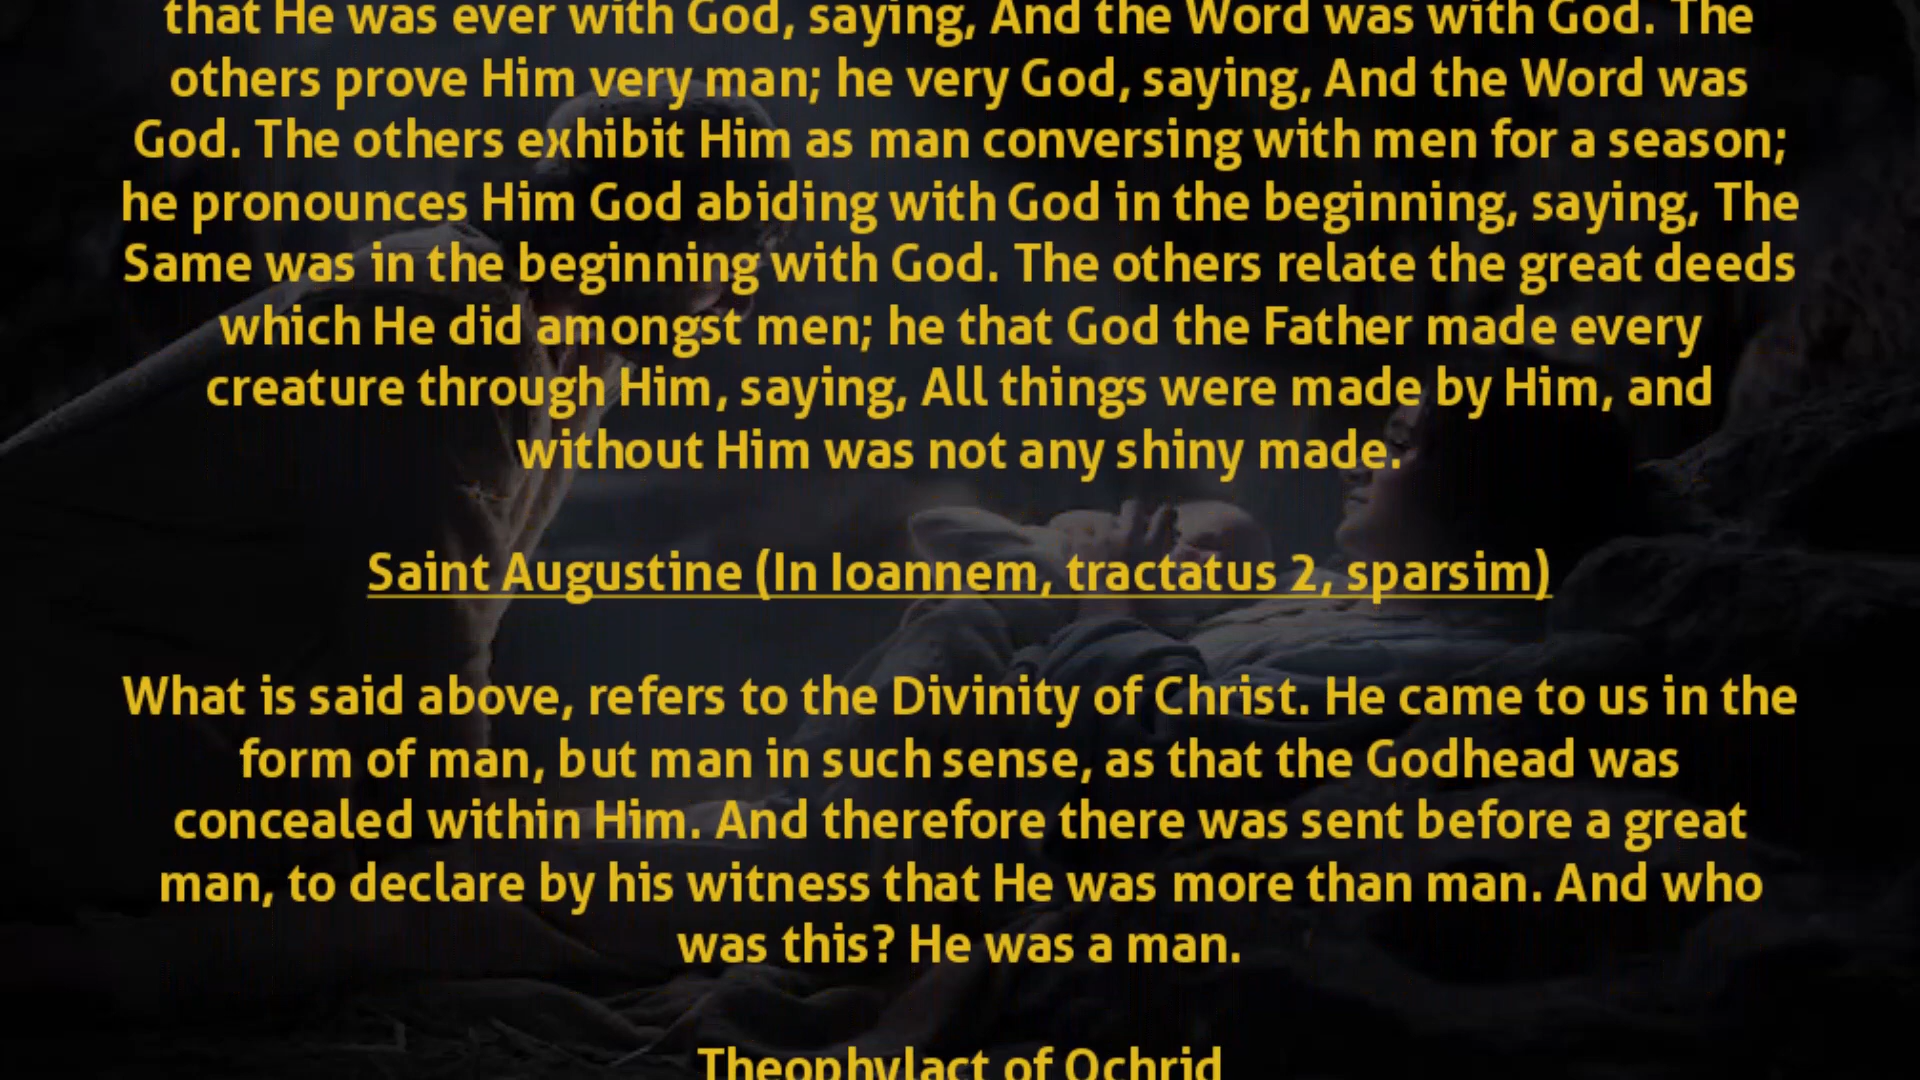 that He was ever with God, saying, And the Word was with God. The
others prove Him very man; he very God, saying, And the Word was
God. The others exhibit Him as man conversing with men for a season;
he pronounces Him God abiding with God in the beginning, saying, The
Same was in the beginning with God. The others relate the great deeds
which He did amongst men; he that God the Father made every
creature through Him, saying, All things were made by Him, and
without Him was not any shiny made.
Saint Augustine (In Ioannem, tractatus 2, sparsim)
What is said above, refers to the Divinity of Christ. He came to us in the
form of man, but man in such sense, as that the Godhead was
concealed within Him. And therefore there was sent before a great
man, to declare by his witness that He was more than man. And who
was this? He was a man.
Theophylact of Ochrid